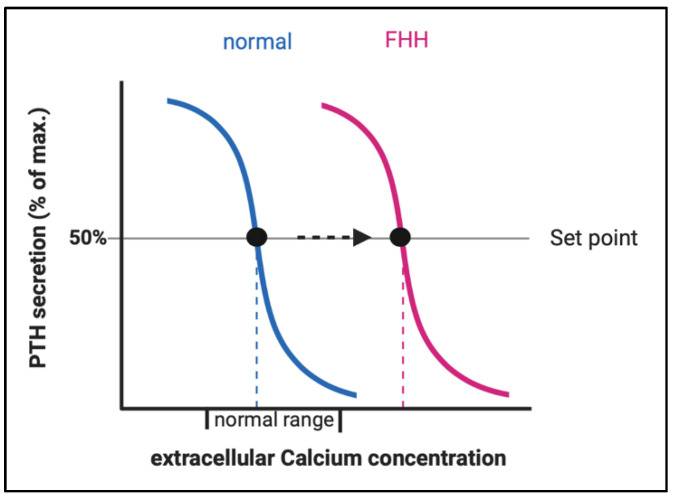 normal
FHH
PTH secretion (% of max.)
50%
Set point
normal range
extracellular Calcium concentration